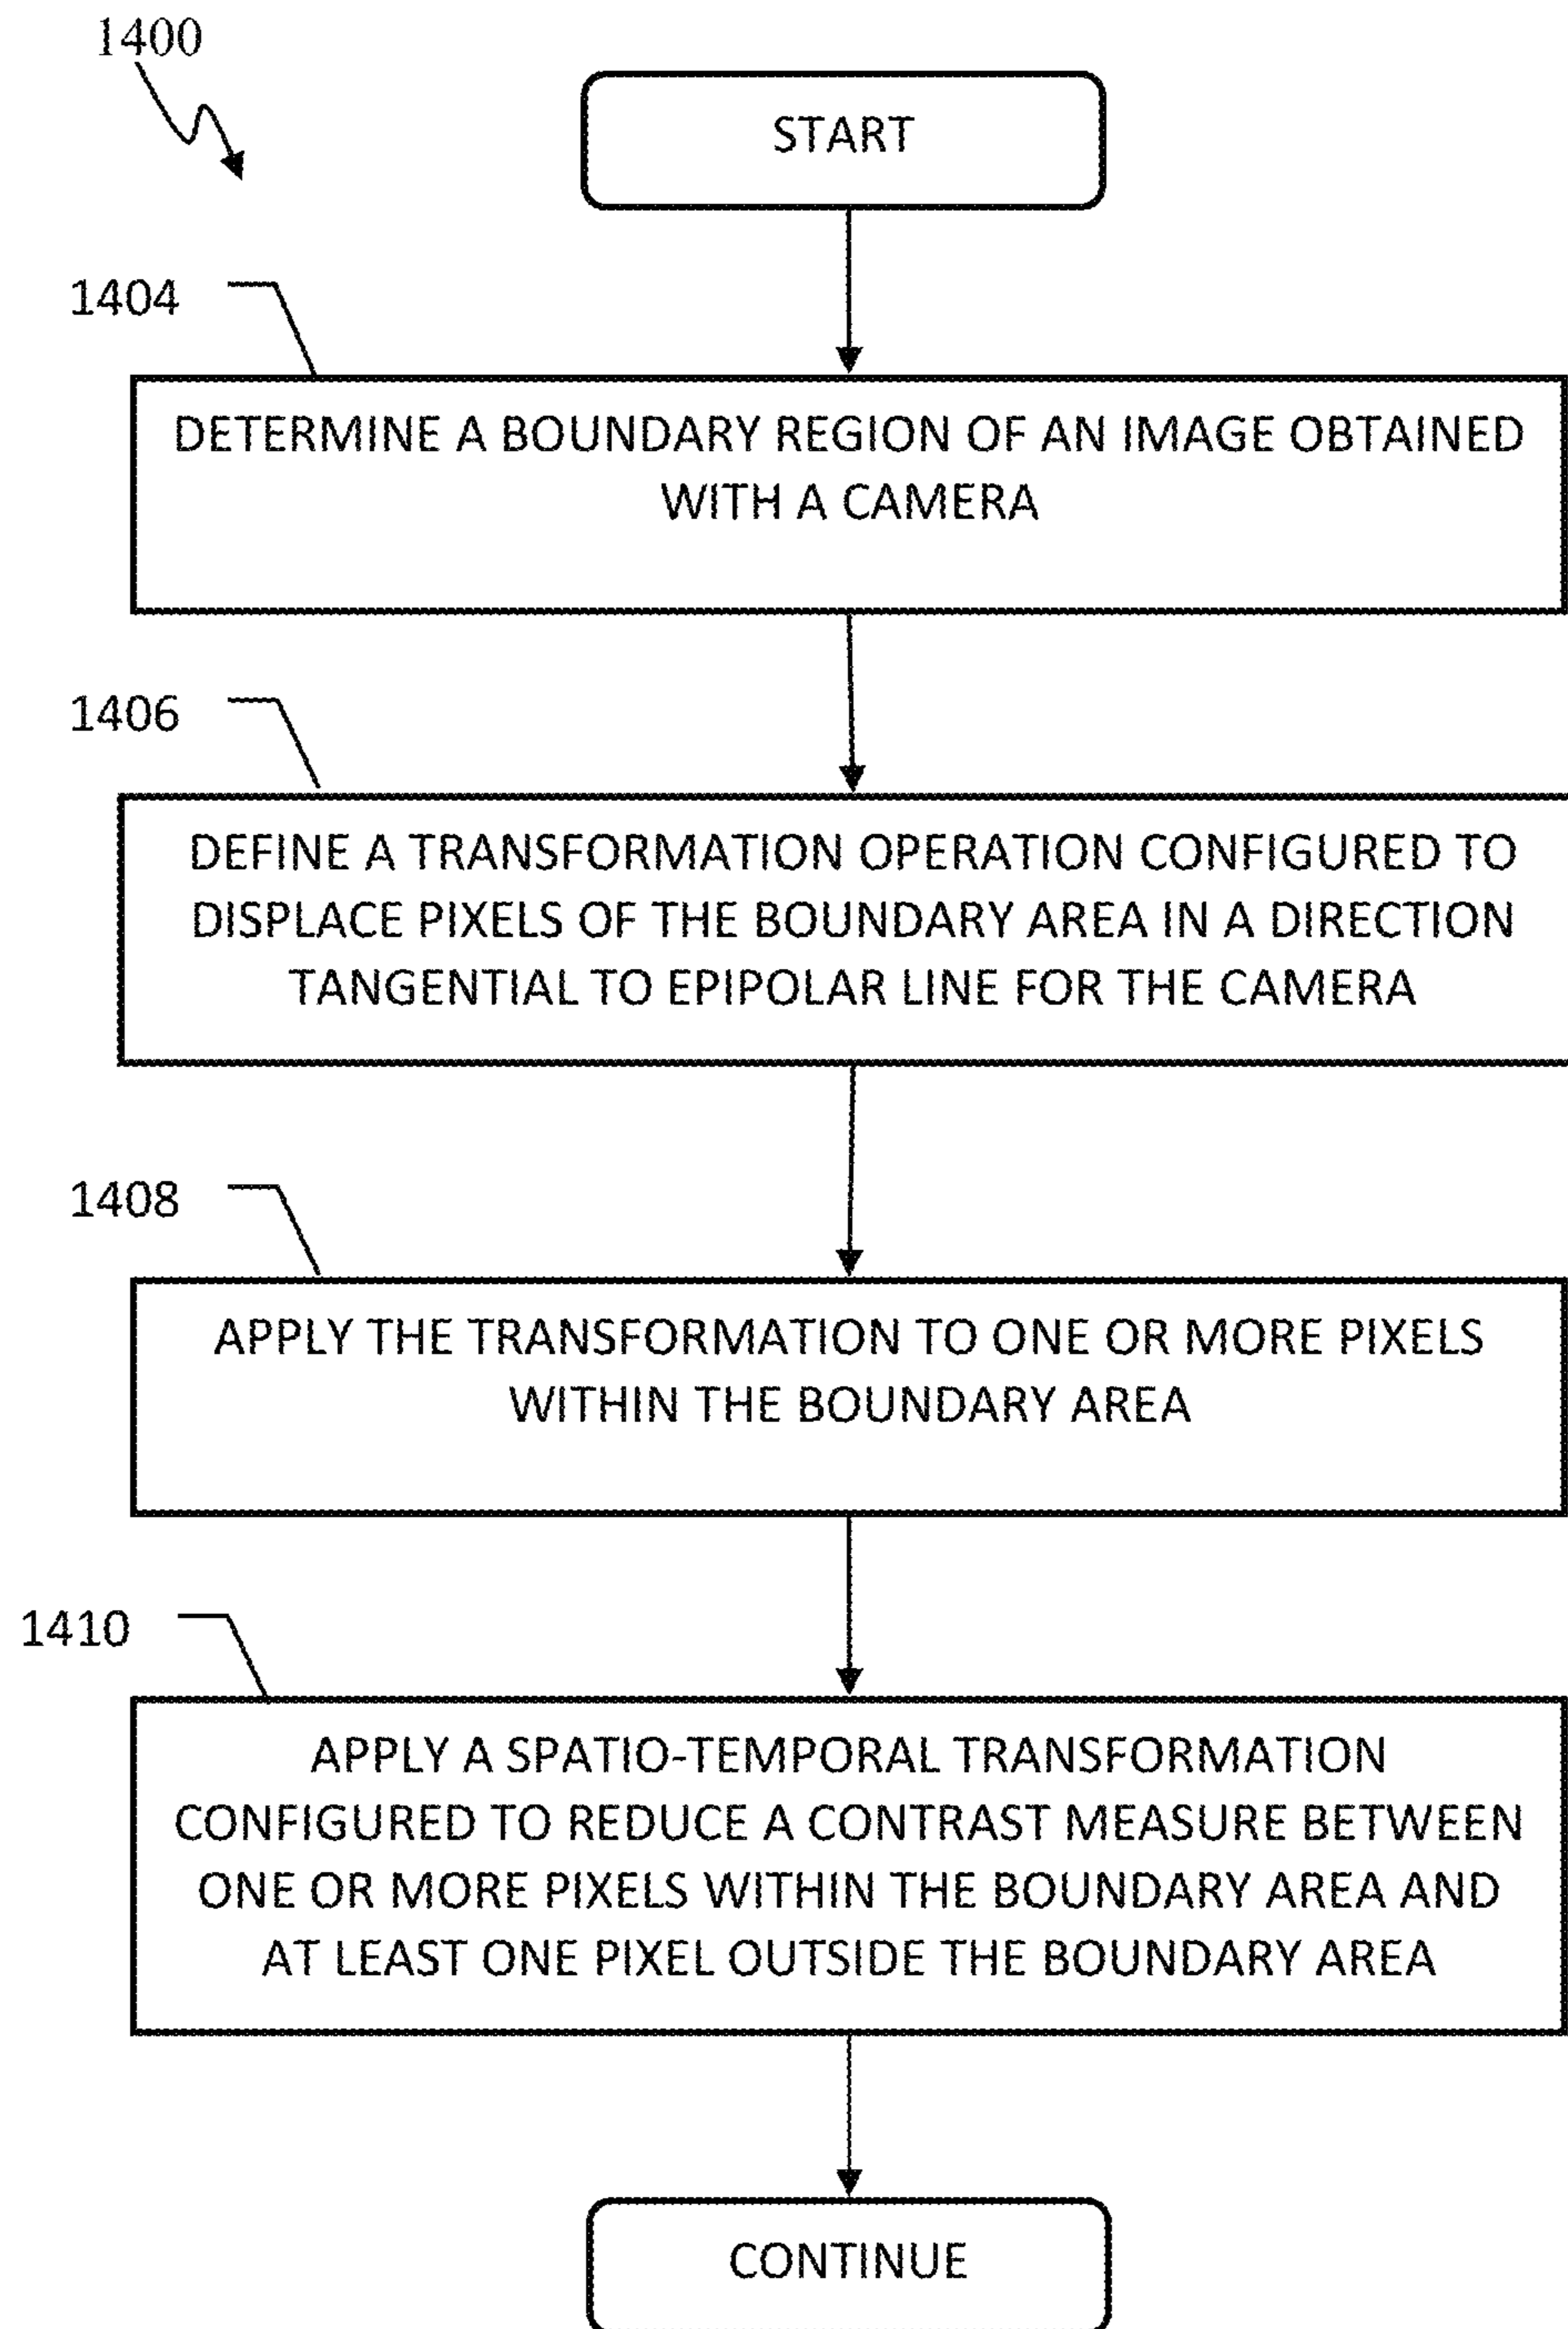 1400
START
1404
DETERMINE A BOUNDARY REGION OF AN IMAGE OBTAINED
WITH A CAMERA
1406
DEFINE A TRANSFORMATION OPERATION CONFIGURED TO
DISPLACE PIXELS OF THE BOUNDARY AREA IN A DIRECTION
TANGENTIAL TO EPIPOLAR LINE FOR THE CAMERA
1408
APPLY THE TRANSFORMATION TO ONE OR MORE PIXELS
WITHIN THE BOUNDARY AREA
1410
APPLY A SPATIO-TEMPORAL TRANSFORMATION
CONFIGURED TO REDUCE A CONTRAST MEASURE BETWEEN
ONE OR MORE PIXELS WITHIN THE BOUNDARY AREA AND
AT LEAST ONE PIXEL OUTSIDE THE BOUNDARY AREA
CONTINUE